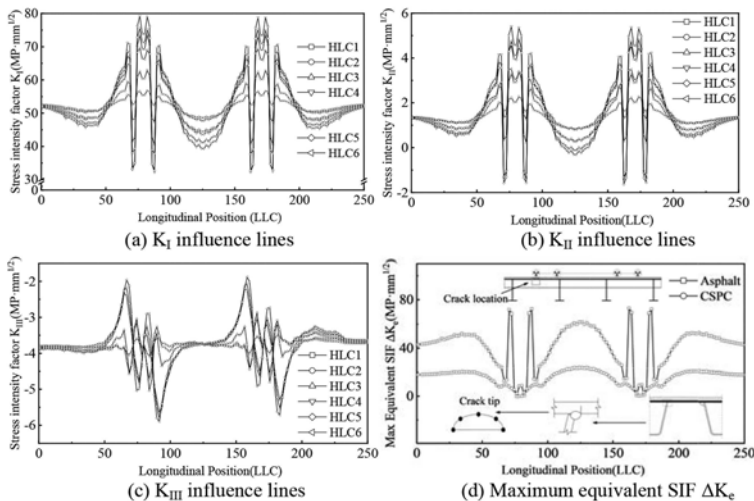 Stress intensity factor K_I(MP·mm^1/2)
80
70
60
50
40
30
0
HLC1
HLC2
HLC3
HLC4
HLC5
HLC6
0 50 100 150 200 250
Longitudinal Position(LLC)
(a) K_I influence lines
Stress intensity factor K_II(MP·mm^1/2)
6
4
2
0
-2
HLC1
HLC2
HLC3
HLC4
HLC5
HLC6
0 50 100 150 200 250
Longitudinal Position(LLC)
(b) K_II influence lines
Stress intensity factor K_III(MP·mm^1/2)
-2
-3
-4
-5
-6
HLC1
HLC2
HLC3
HLC4
HLC5
HLC6
0 50 100 150 200 250
Longitudinal Position(LLC)
(c) K_III influence lines
Max Equivalent SIF ΔK_e(MP·mm^1/2)
120
80
40
0
Asphalt
CSPC
Crack location
Crack tip
0 50 100 150 200 250
Longitudinal Position(LLC)
(d) Maximum equivalent SIF ΔK_e